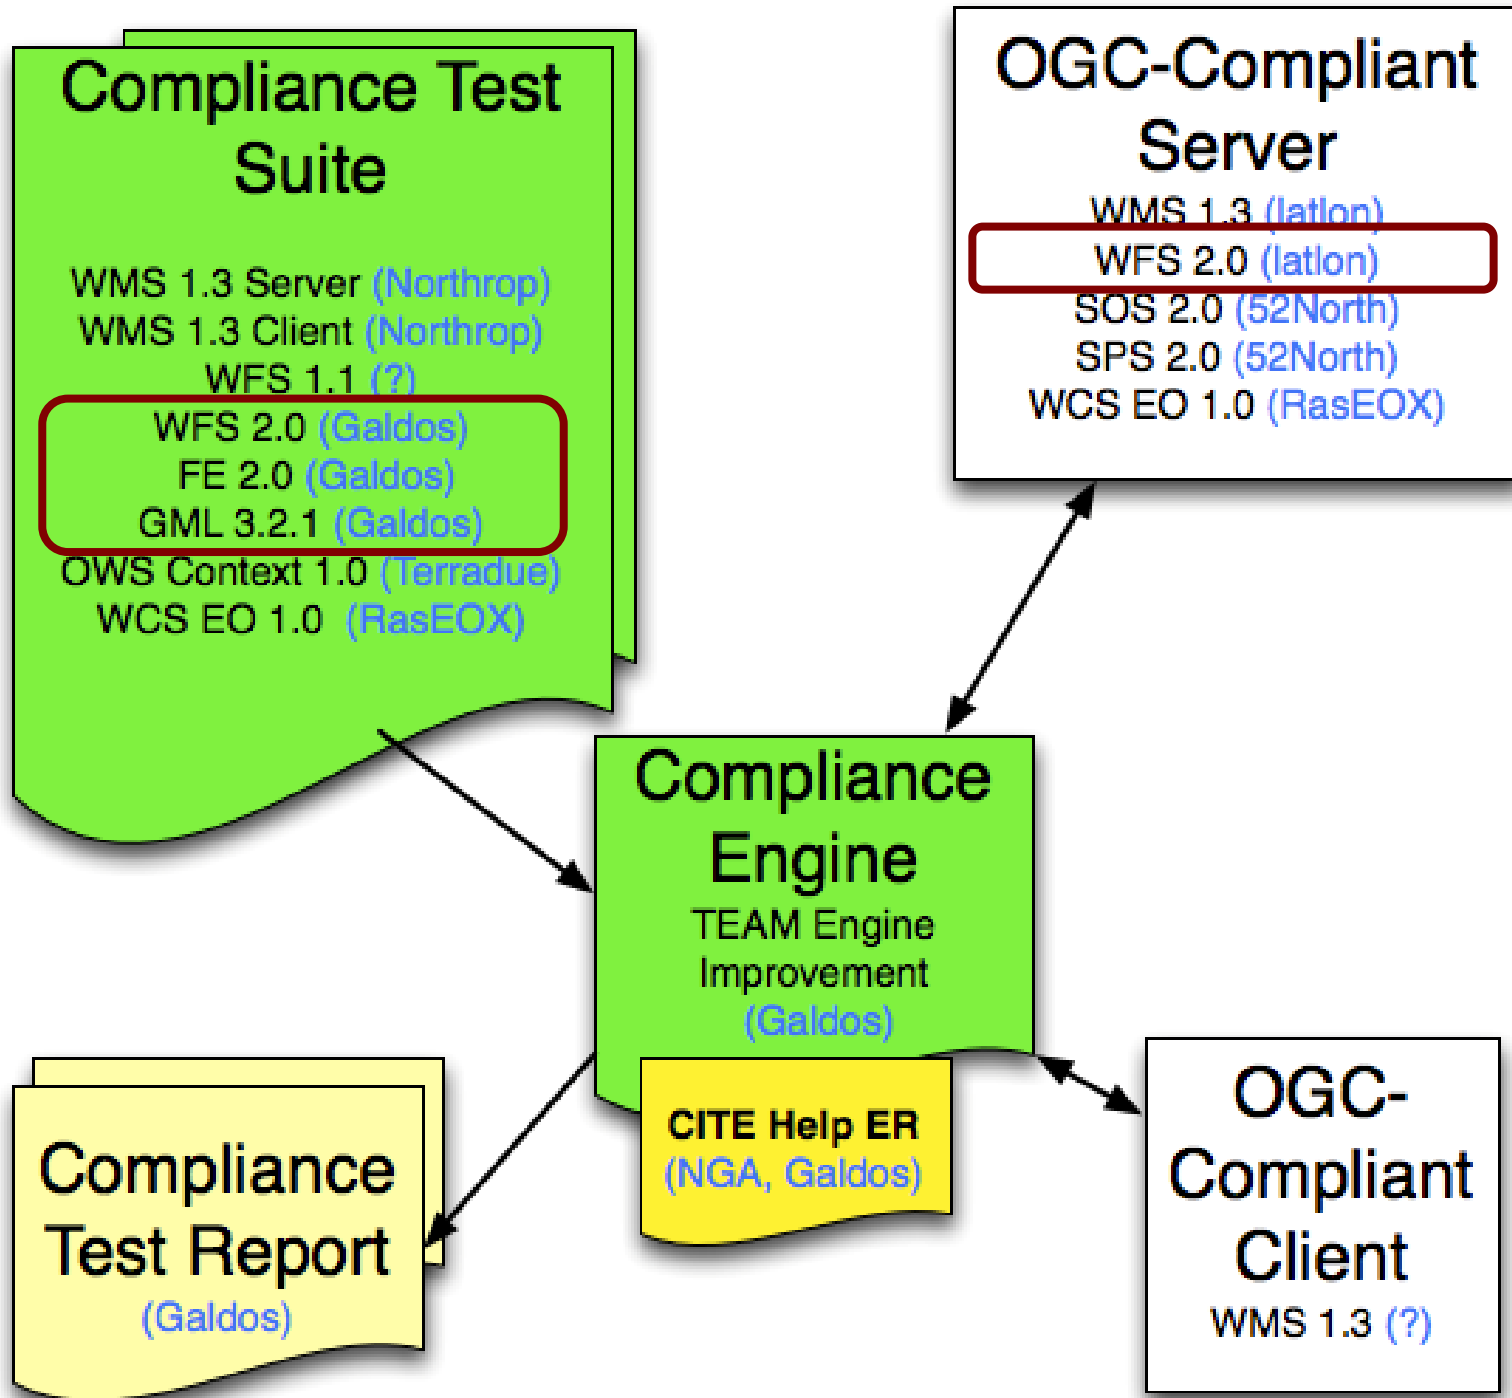 Compliance Test
Suite
WMS 1.3 Server (Northrop)
WMS 1.3 Client (Northrop)
WFS 1.1 (?)
WFS 2.0 (Galdos)
FE 2.0 (Galdos)
GML 3.2.1 (Galdos)
OWS Context 1.0 (Terradue)
WCS EO 1.0 (RasEOX)
OGC-Compliant
Server
WMS 1.3 (latlon)
WFS 2.0 (latlon)
SOS 2.0 (52North)
SPS 2.0 (52North)
WCS EO 1.0 (RasEOX)
Compliance
Engine
TEAM Engine
Improvement
(Galdos)
CITE Help ER
(NGA, Galdos)
Compliance
Test Report
(Galdos)
OGC-
Compliant
Client
WMS 1.3 (?)